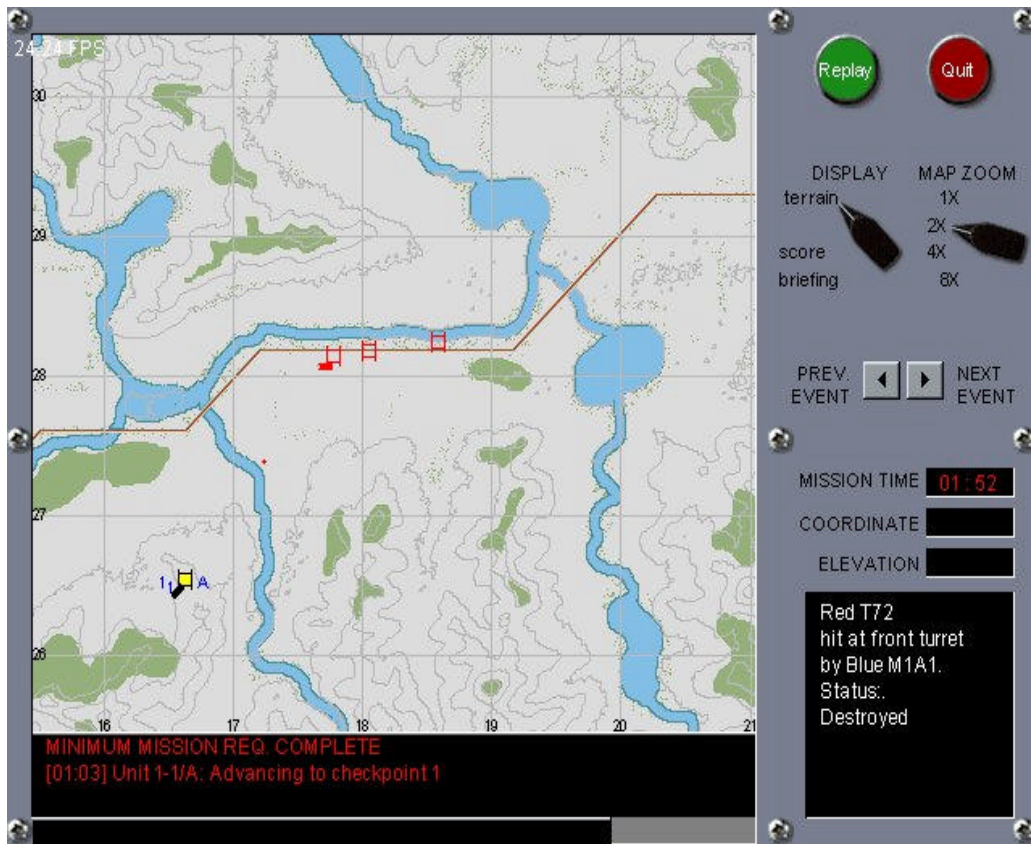 24-24 FPS
30
29
28
27
26
16 17 18 19 20 21
1 1 A
MINIMUM MISSION REQ. COMPLETE
[01:03] Unit 1-1/A: Advancing to checkpoint 1
Replay
Quit
DISPLAY
terrain
score
briefing
MAP ZOOM
1X
2X
4X
8X
PREV. EVENT
NEXT EVENT
MISSION TIME 01:52
COORDINATE
ELEVATION
Red T72
hit at front turret
by Blue M1A1.
Status:.
Destroyed